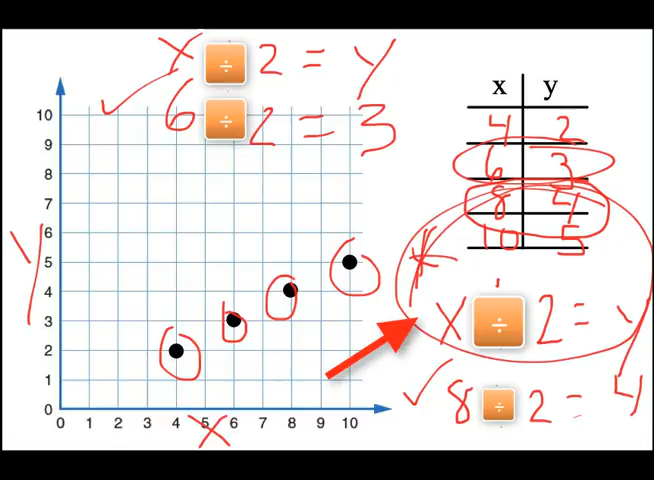 x ÷ 2 = y
6 ÷ 2 = 3
x y
4 2
6 3
8 4
10 5
x ÷ 2 = y
8 ÷ 2 = 4
y
10
9
8
7
6
5
4
3
2
1
0
0 1 2 3 4 5 6 7 8 9 10
x